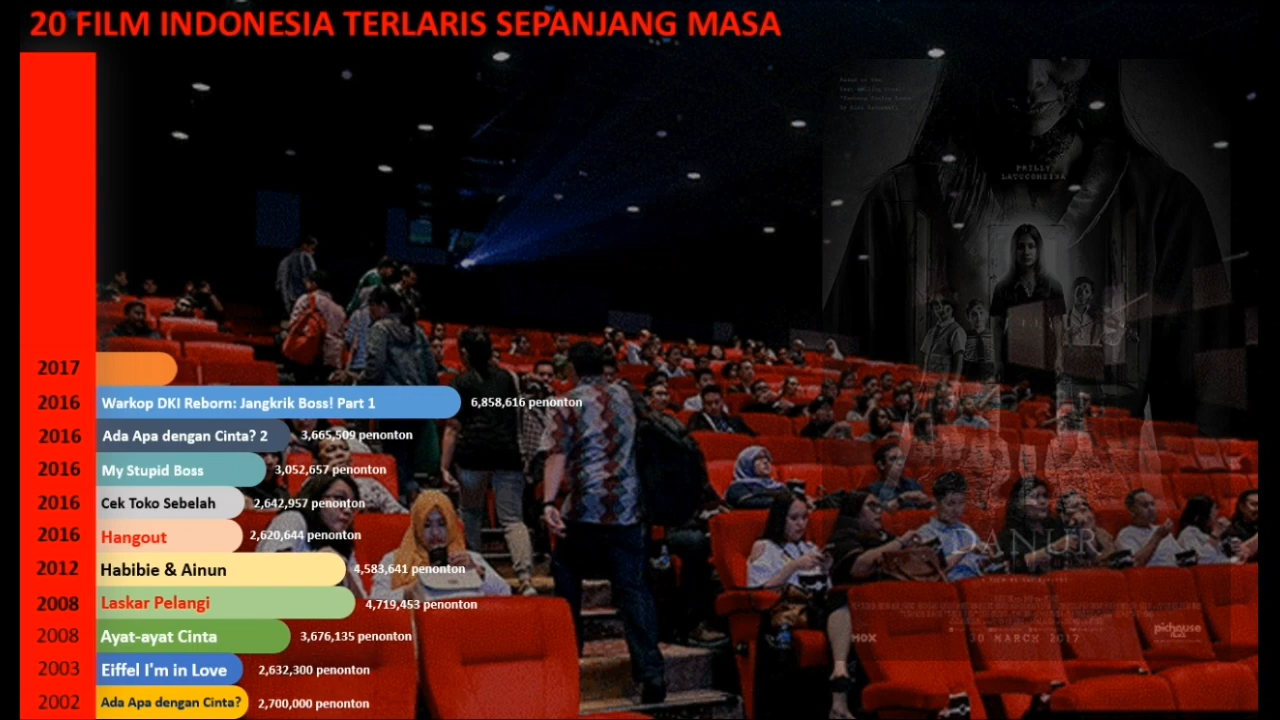 20 FILM INDONESIA TERLARIS SEPANJANG MASA
PRILLY
LATUCONSINA
2017
2016 Warkop DKI Reborn: Jangkrik Boss! Part 1 6,858,616 penonton
2016 Ada Apa dengan Cinta? 2 3,665,509 penonton
2016 My Stupid Boss 3,052,657 penonton
2016 Cek Toko Sebelah 2,642,957 penonton
2016 Hangout 2,620,644 penonton
2012 Habibie & Ainun 4,583,641 penonton
2008 Laskar Pelangi 4,719,453 penonton
2008 Ayat-ayat Cinta 3,676,135 penonton
2003 Eiffel I'm in Love 2,632,300 penonton
2002 Ada Apa dengan Cinta? 2,700,000 penonton
DANUR
MDX
30 MARCH 2017
pichouse